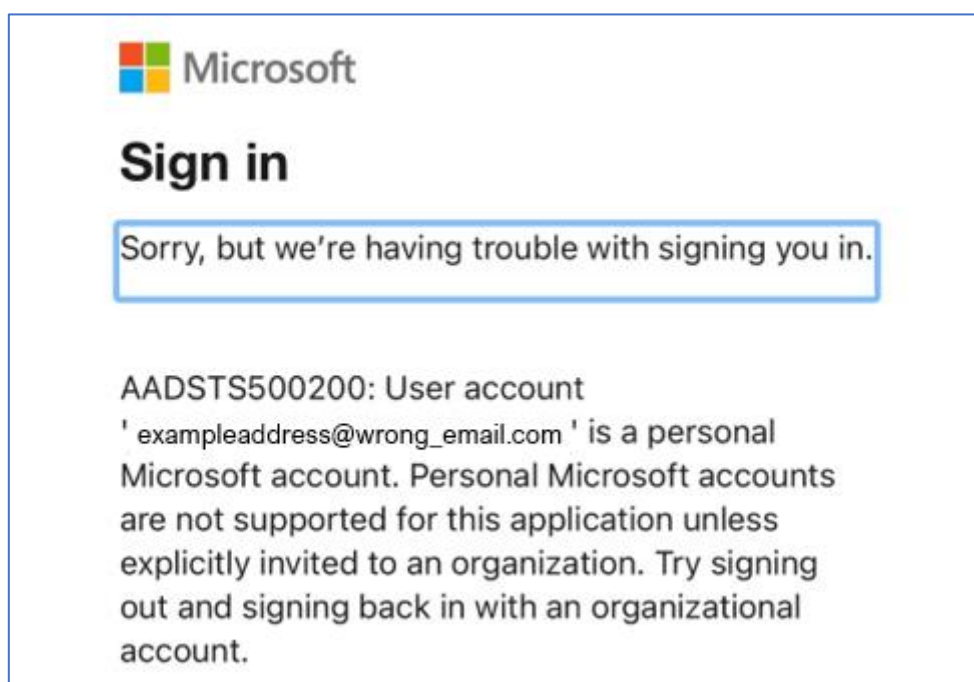 Microsoft
Sign in
Sorry, but we’re having trouble with signing you in.
AADSTS500200: User account
' exampleaddress@wrong_email.com ' is a personal
Microsoft account. Personal Microsoft accounts
are not supported for this application unless
explicitly invited to an organization. Try signing
out and signing back in with an organizational
account.